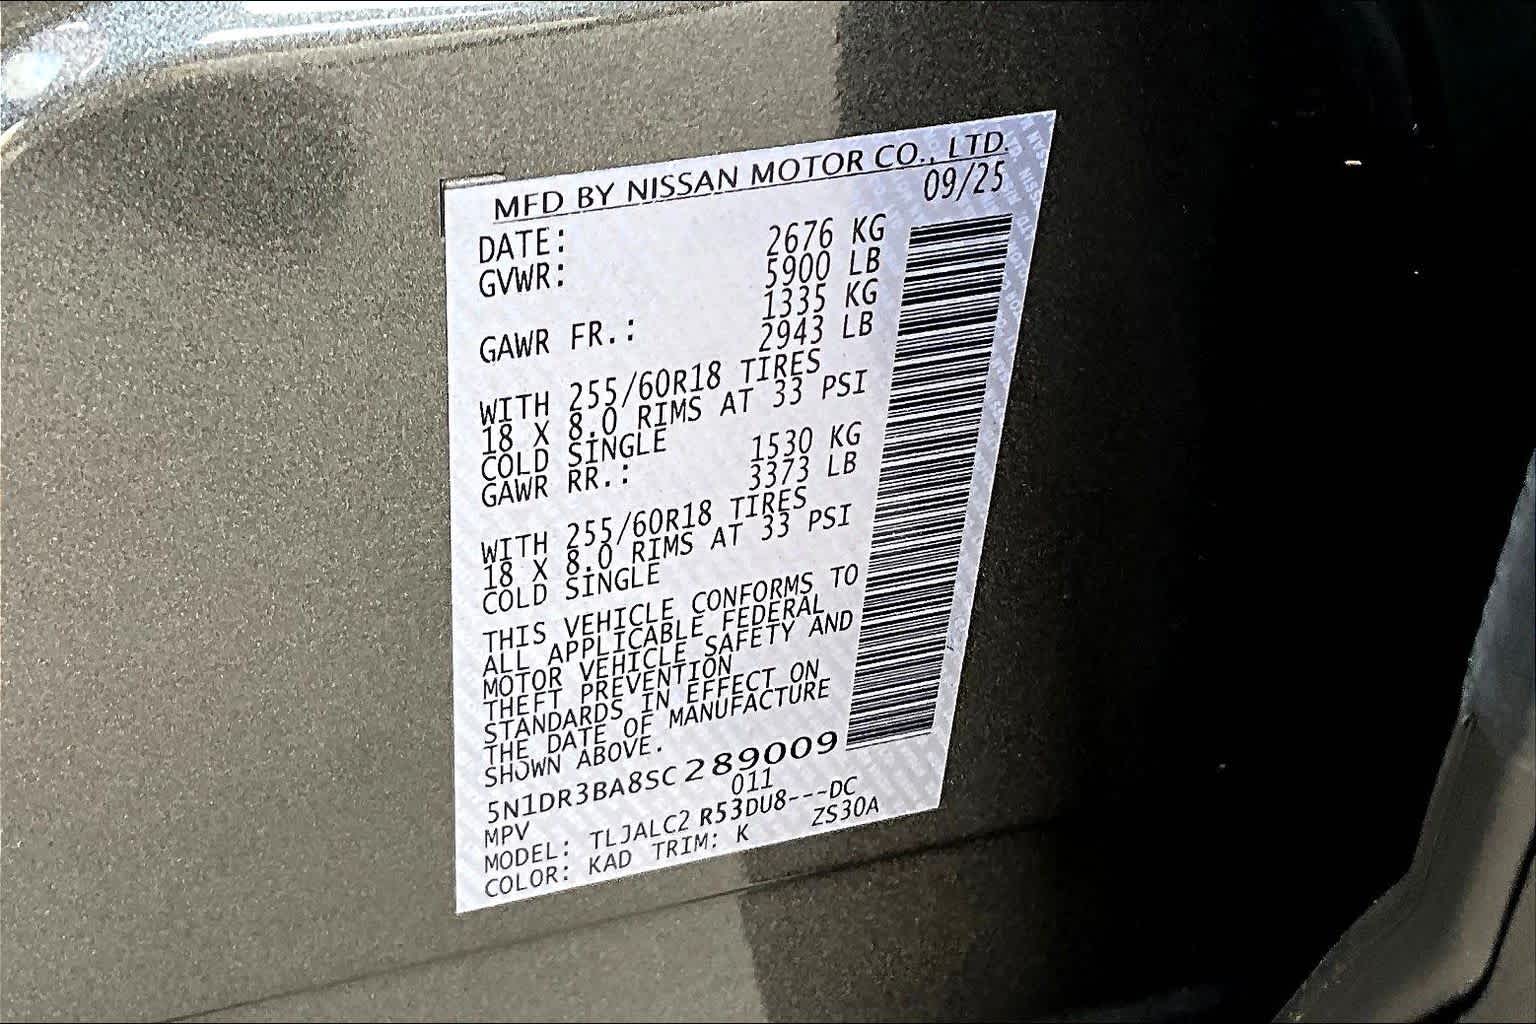 MFD BY NISSAN MOTOR CO., LTD.
DATE: 09/25
GVWR: 2676 KG
5900 LB
GAWR FR.: 1335 KG
2943 LB
WITH 255/60R18 TIRES
18 X 8.0 RIMS AT 33 PSI
COLD SINGLE
GAWR RR.: 1530 KG
3373 LB
WITH 255/60R18 TIRES
18 X 8.0 RIMS AT 33 PSI
COLD SINGLE
THIS VEHICLE CONFORMS TO
ALL APPLICABLE FEDERAL
MOTOR VEHICLE SAFETY AND
THEFT PREVENTION
STANDARDS IN EFFECT ON
THE DATE OF MANUFACTURE
SHOWN ABOVE.
5N1DR3BA8SC289009
MPV 011
MODEL: TLJALC2 R53DU8---DC
COLOR: KAD TRIM: K ZS30A